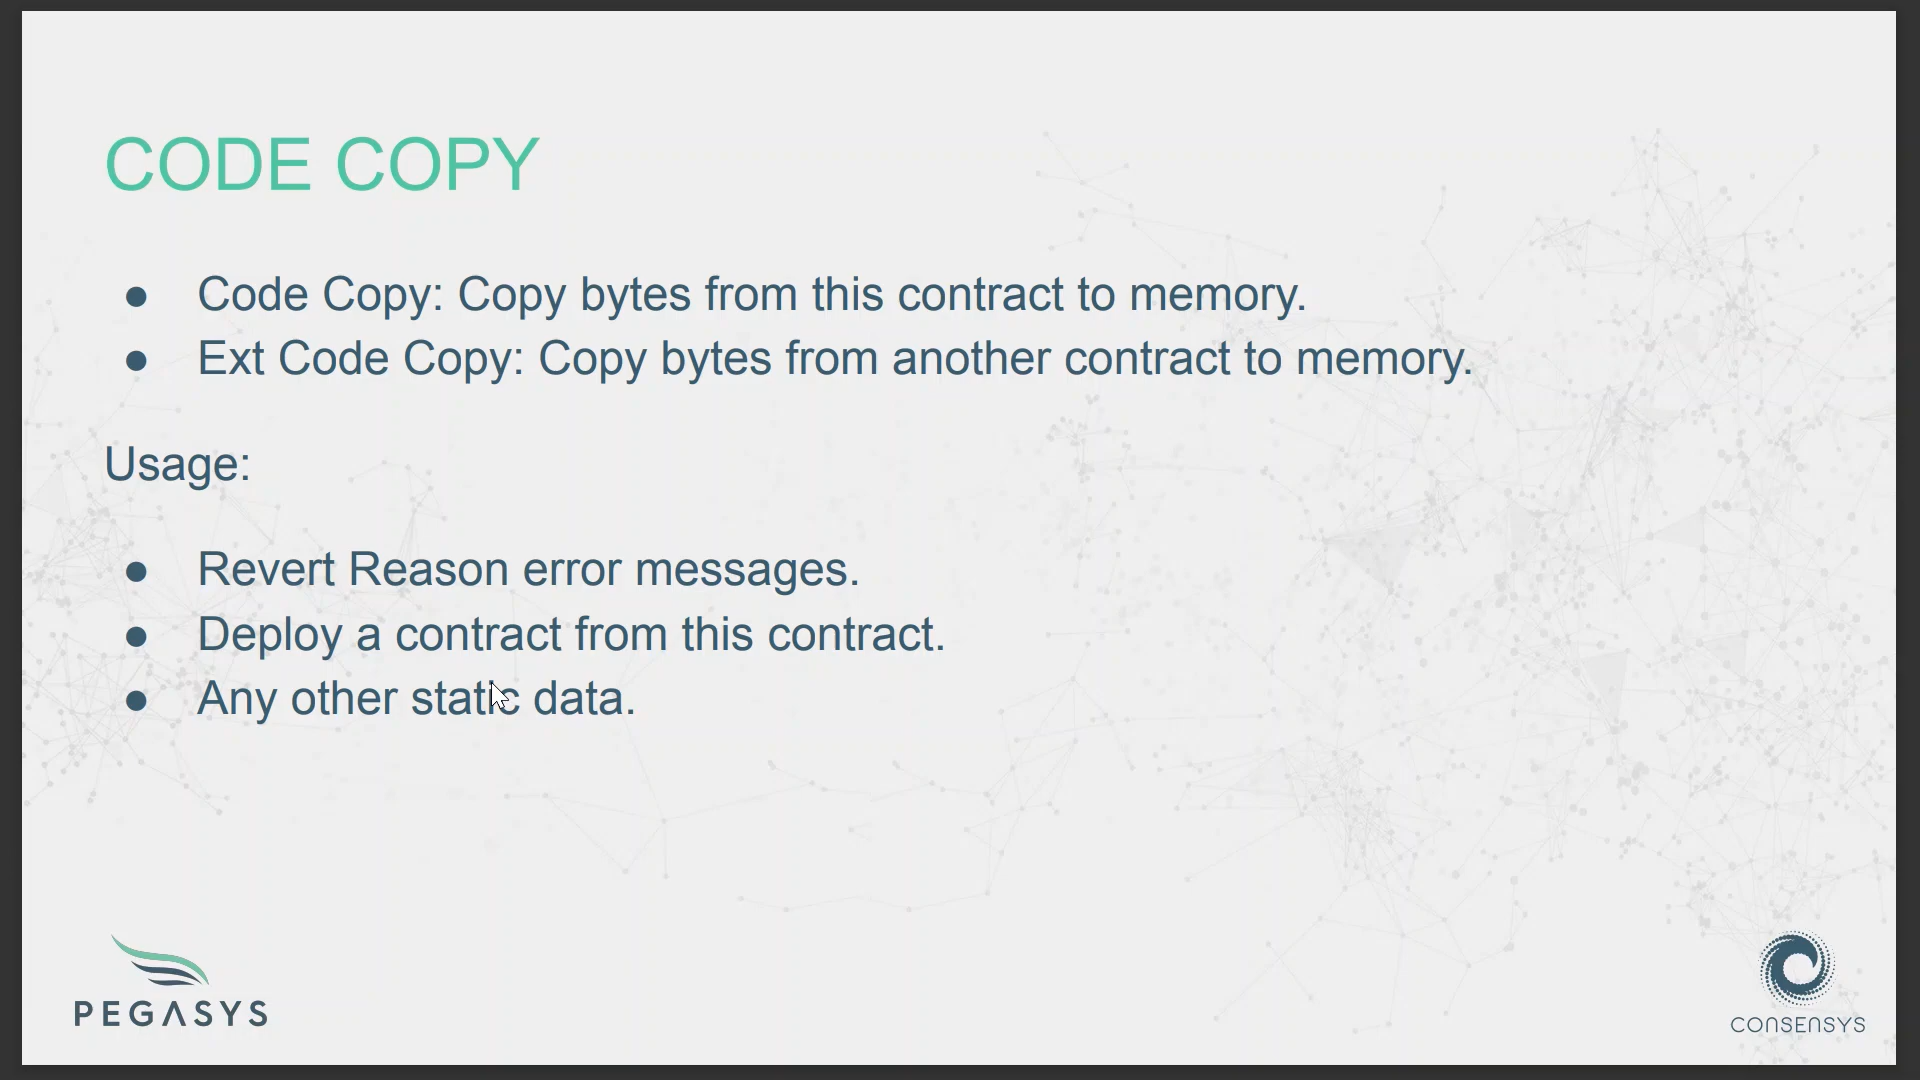 CODE COPY
● Code Copy: Copy bytes from this contract to memory.
● Ext Code Copy: Copy bytes from another contract to memory.
Usage:
● Revert Reason error messages.
● Deploy a contract from this contract.
● Any other static data.
PEGASYS
CONSENSYS